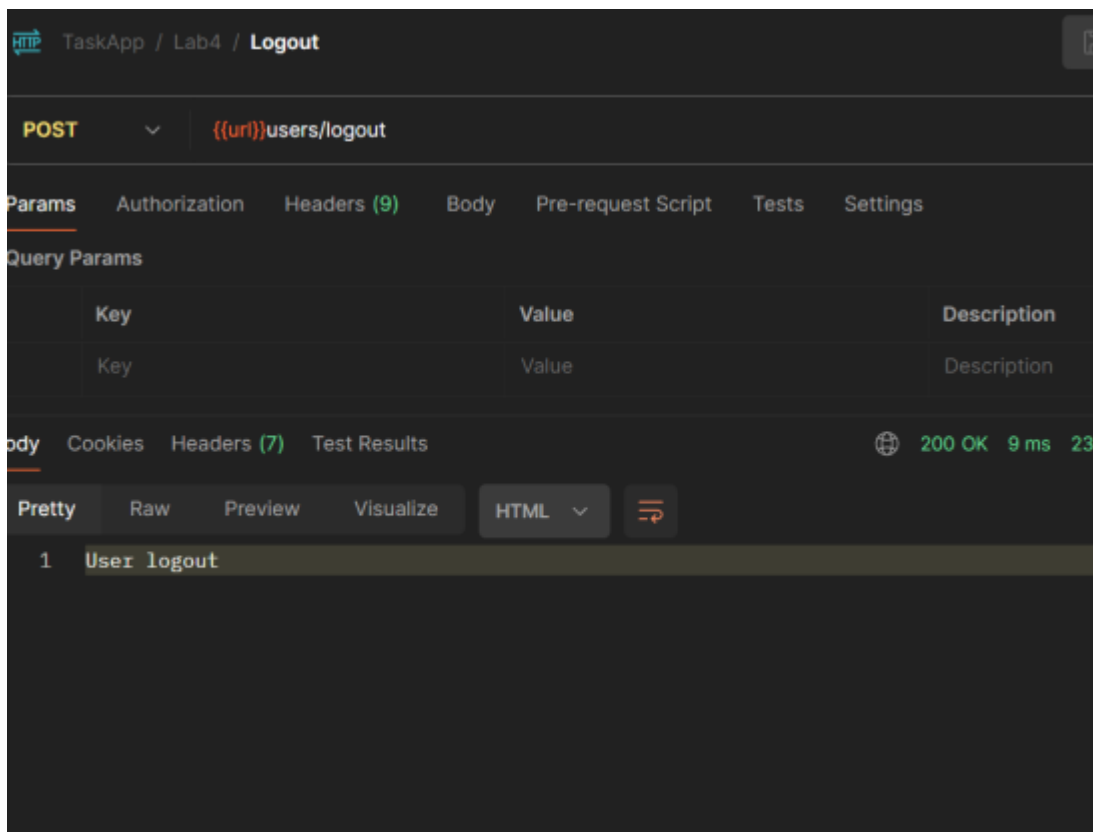 HTTP TaskApp / Lab4 / Logout
POST {{url}}users/logout
Params Authorization Headers (9) Body Pre-request Script Tests Settings
Query Params
Key Value Description
Key Value Description
ody Cookies Headers (7) Test Results 200 OK 9 ms 23
Pretty Raw Preview Visualize HTML
1 User logout